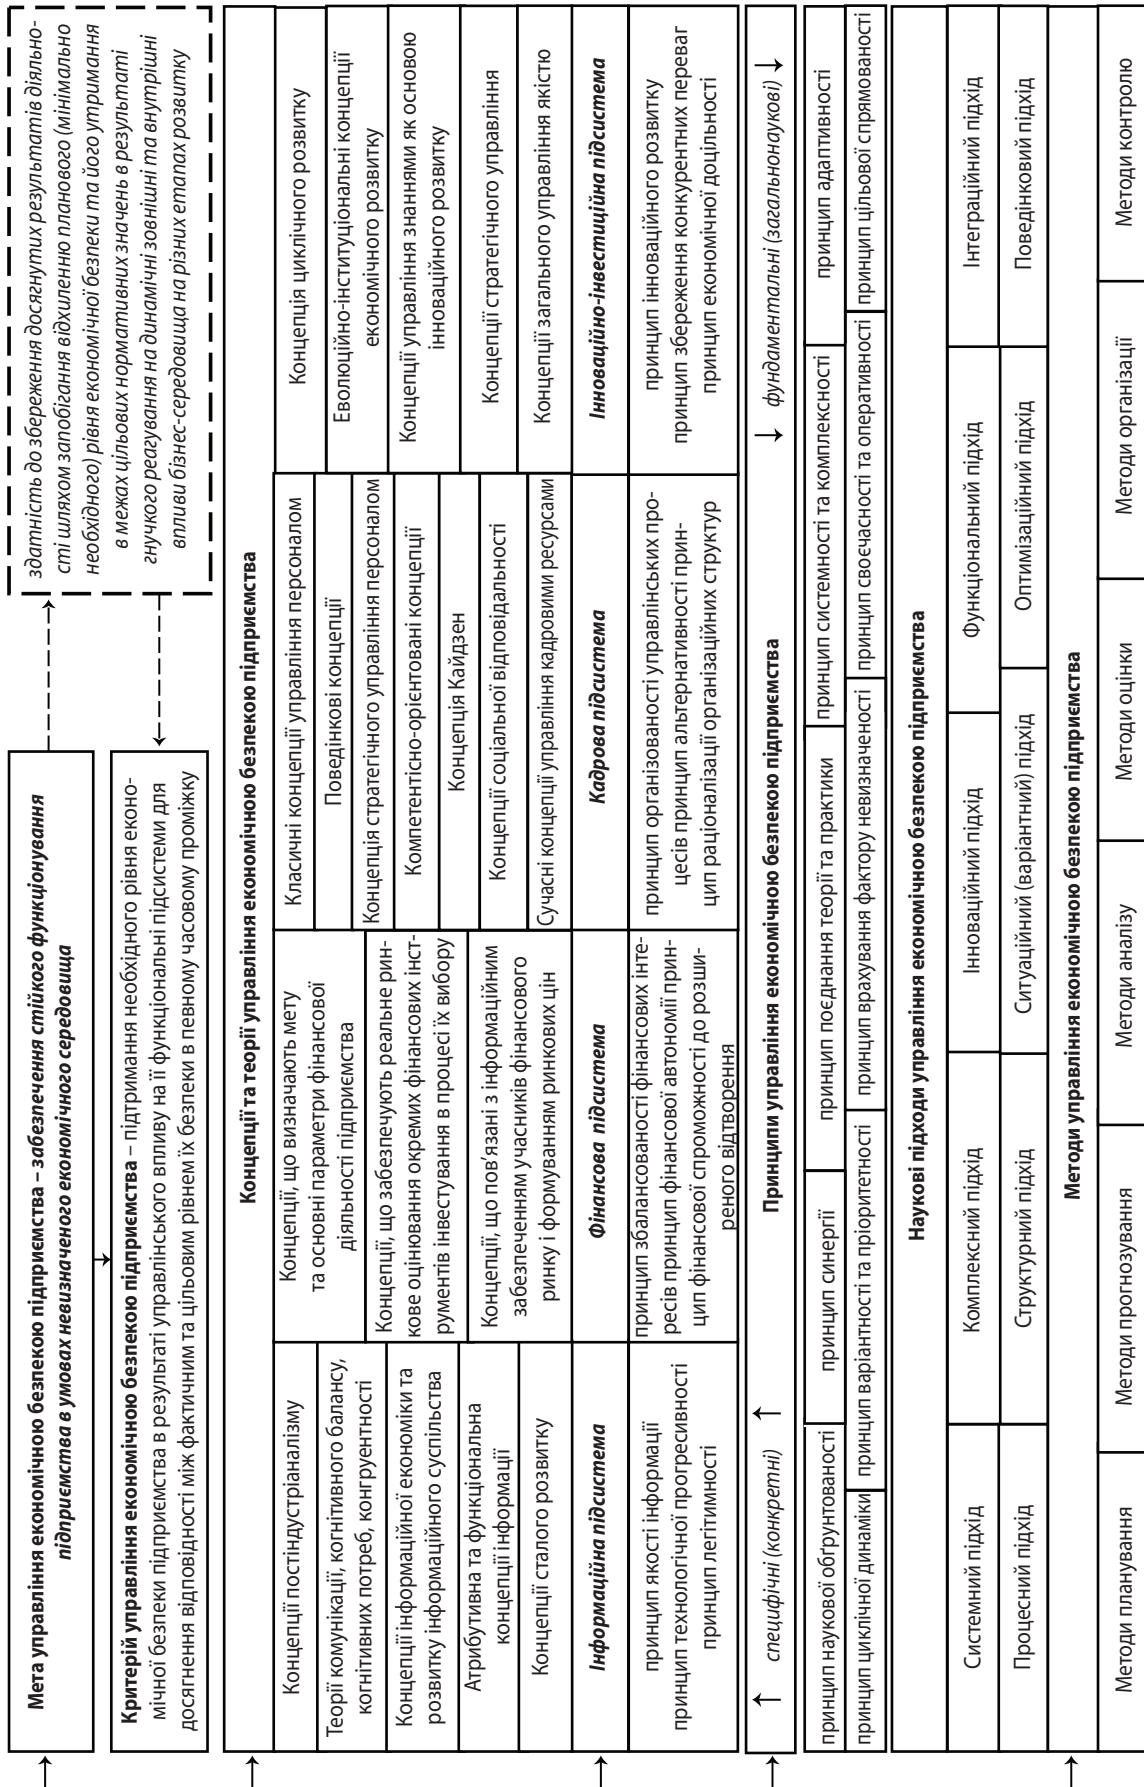 Мета управління економічною безпекою підприємства – забезпечення стійкого функціонування
підприємства в умовах невизначеного економічного середовища
здатність до збереження досягнутих результатів діяльно-
сті шляхом запобігання відхиленню планового (мінімально
необхідного) рівня економічної безпеки та його утримання
в межах цільових нормативних значень в результаті
гнучкого реагування на динамічні зовнішні та внутрішні
впливи бізнес-середовища на різних етапах розвитку
Критерій управління економічною безпекою підприємства – підтримання необхідного рівня еконо-
мічної безпеки підприємства в результаті управлінського впливу на її функціональні підсистеми для
досягнення відповідності між фактичним та цільовим рівнем їх безпеки в певному часовому проміжку
Концепції та теорії управління економічною безпекою підприємства
Концепції постіндустріаналізму
Теорії комунікації, когнітивного балансу,
когнітивних потреб, конгруентності
Концепції інформаційної економіки та
розвитку інформаційного суспільства
Атрибутивна та функціональна
концепції інформації
Концепції сталого розвитку
Концепції, що визначають мету
та основні параметри фінансової
діяльності підприємства
Концепції, що забезпечують реальне рин-
кове оцінювання окремих фінансових інст-
рументів інвестування в процесі їх вибору
Концепції, що пов’язані з інформаційним
забезпеченням учасників фінансового
ринку і формуванням ринкових цін
Класичні концепції управління персоналом
Поведінкові концепції
Концепція стратегічного управління персоналом
Компетентісно-орієнтовані концепції
Концепція Кайдзен
Концепції соціальної відповідальності
Сучасні концепції управління кадровими ресурсами
Концепція циклічного розвитку
Еволюційно-інституціональні концепції
економічного розвитку
Концепції управління знаннями як основою
інноваційного розвитку
Концепції стратегічного управління
Концепції загального управління якістю
Інформаційна підсистема
Фінансова підсистема
Кадрова підсистема
Інноваційно-інвестиційна підсистема
принцип якості інформації
принцип технологічної прогресивності
принцип легітимності
принцип збалансованості фінансових інте-
ресів принцип фінансової автономії прин-
цип фінансової спроможності до розши-
реного відтворення
принцип організованості управлінських про-
цесів принцип альтернативності прин-
цип раціоналізації організаційних структур
принцип інноваційного розвитку
принцип збереження конкурентних переваг
принцип економічної доцільності
↑ специфічні (конкретні) ↑ Принципи управління економічною безпекою підприємства ↓ фундаментальні (загальнонаукові) ↓
принцип наукової обґрунтованості
принцип синергії
принцип поєднання теорії та практики
принцип системності та комплексності
принцип адаптивності
принцип циклічної динаміки
принцип варіантності та пріоритетності
принцип врахування фактору невизначеності
принцип своєчасності та оперативності
принцип цільової спрямованості
Наукові підходи управління економічною безпекою підприємства
Системний підхід
Комплексний підхід
Інноваційний підхід
Функціональний підхід
Інтеграційний підхід
Процесний підхід
Структурний підхід
Ситуаційний (варіантний) підхід
Оптимізаційний підхід
Поведінковий підхід
Методи управління економічною безпекою підприємства
Методи планування
Методи прогнозування
Методи аналізу
Методи оцінки
Методи організації
Методи контролю